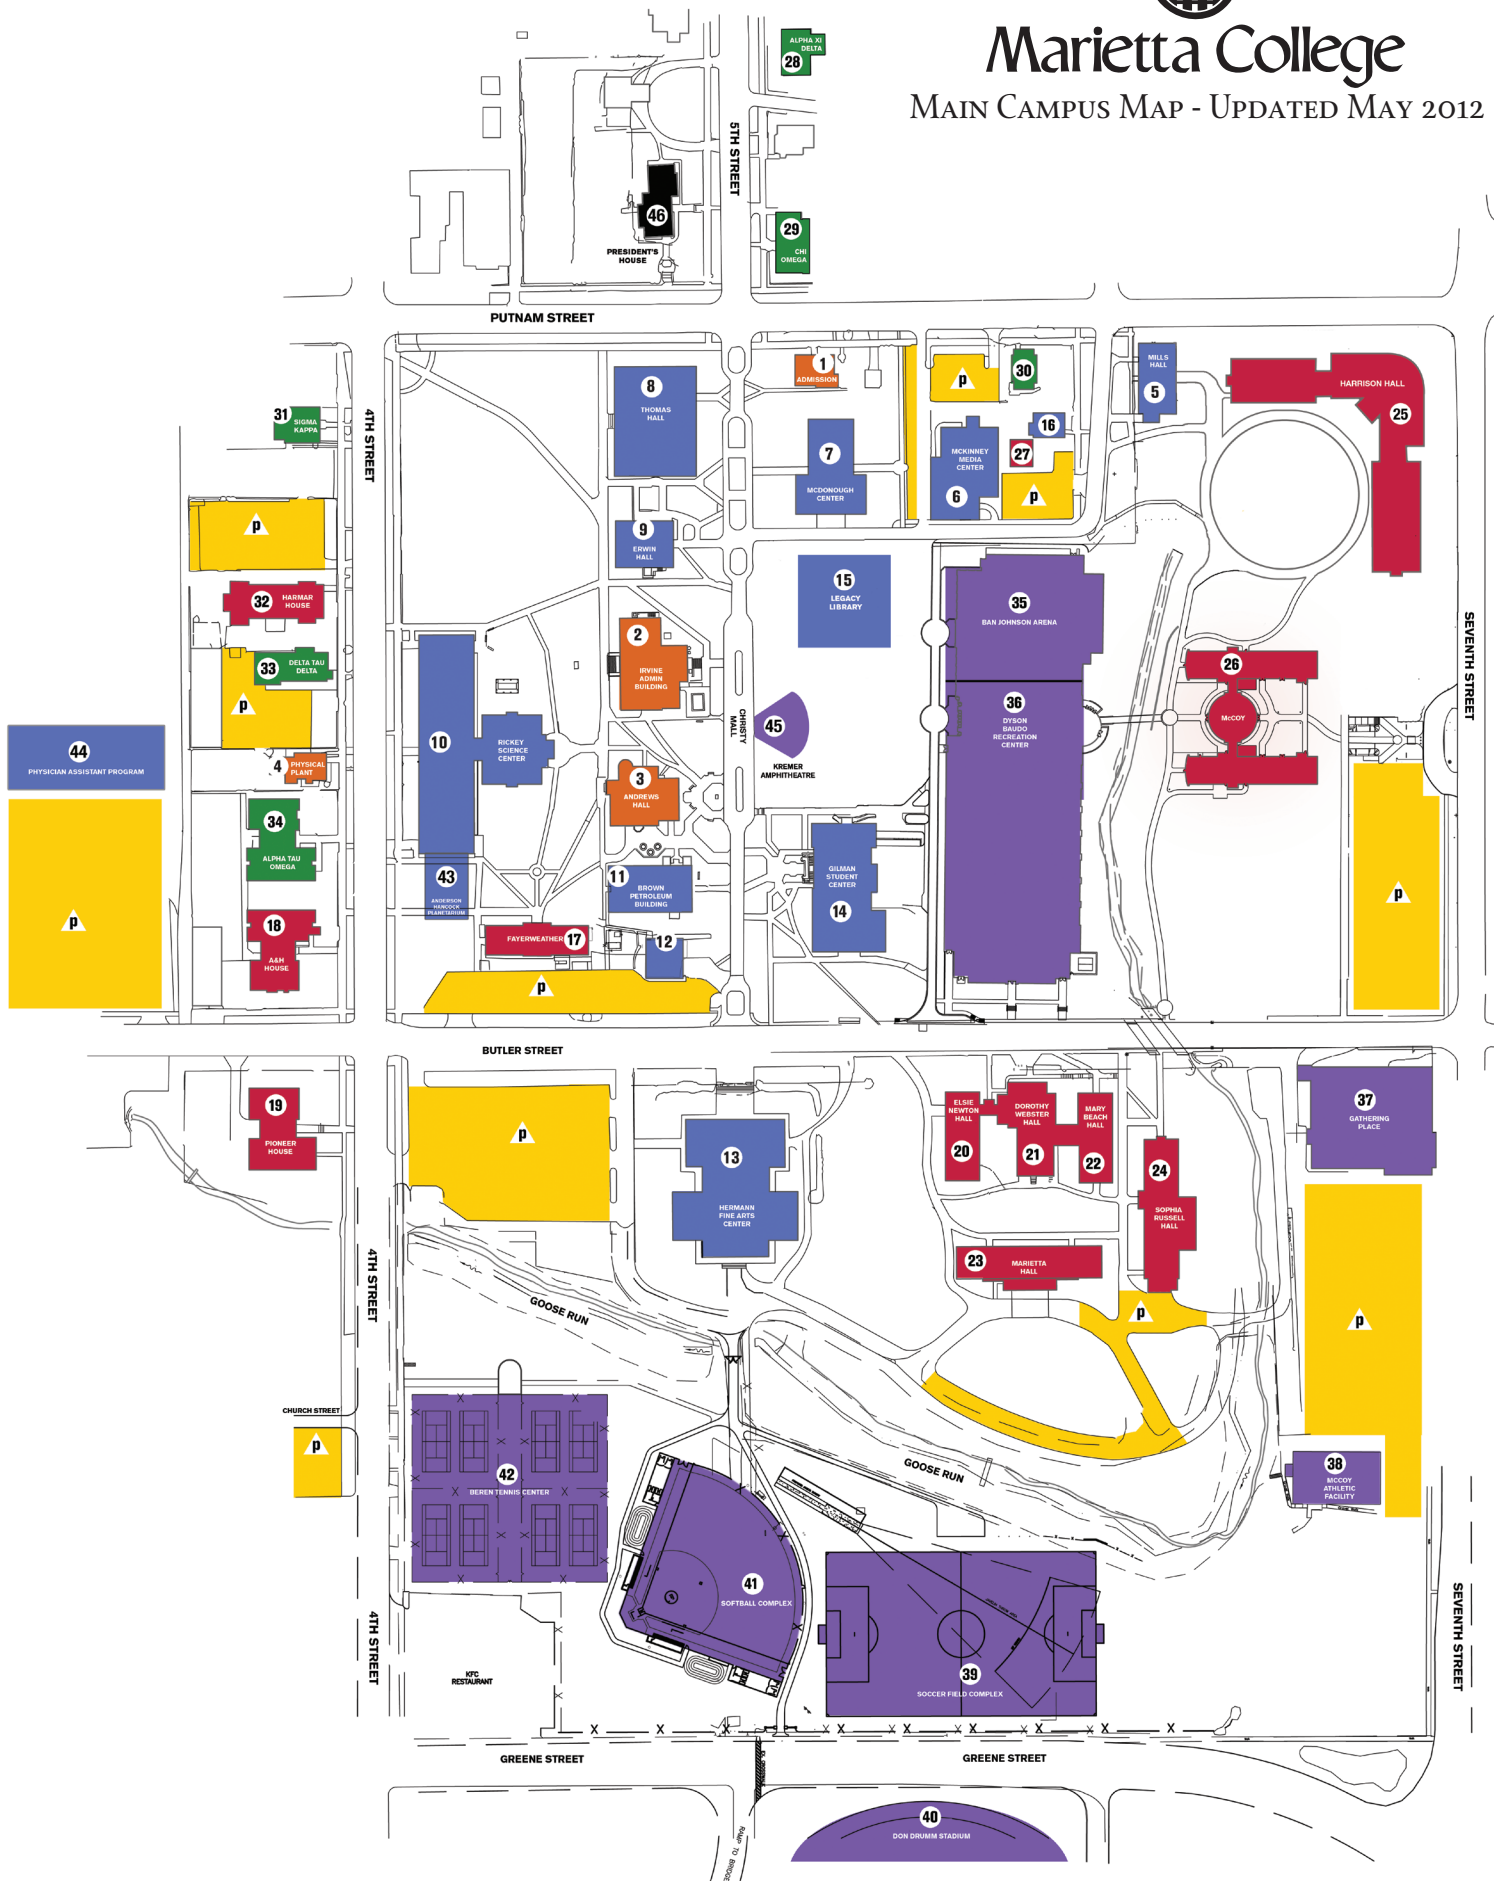 Marietta College
Main Campus Map - Updated May 2012
ALPHA XI
DELTA
28
5TH STREET
46
PRESIDENT'S
HOUSE
29
CHI
OMEGA
PUTNAM STREET
1
ADMISSION
P
30
MILLS
HALL
5
HARRISON HALL
25
8
THOMAS
HALL
31
SIGMA
KAPPA
4TH STREET
7
MCDONOUGH
CENTER
16
MCKINNEY
MEDIA
CENTER
6
27
P
P
9
ERWIN
HALL
15
LEGACY
LIBRARY
35
BAN JOHNSON ARENA
32
HARMAR
HOUSE
2
IRVINE
ADMIN
BUILDING
SEVENTH STREET
33
DELTA TAU
DELTA
26
McCOY
P
36
DYSON
BAUDO
RECREATION
CENTER
CHRISTY
MALL
45
KREMER
AMPHITHEATRE
10
RICKEY
SCIENCE
CENTER
44
PHYSICIAN ASSISTANT PROGRAM
4
PHYSICAL
PLANT
3
ANDREWS
HALL
34
ALPHA TAU
OMEGA
43
ANDERSON
HANCOCK
PLANETARIUM
11
BROWN
PETROLEUM
BUILDING
GILMAN
STUDENT
CENTER
14
P
P
18
A&H
HOUSE
FAYERWEATHER
17
12
P
BUTLER STREET
19
PIONEER
HOUSE
P
13
HERMANN
FINE ARTS
CENTER
ELSIE
NEWTON
HALL
20
DOROTHY
WEBSTER
HALL
21
MARY
BEACH
HALL
22
24
SOPHIA
RUSSELL
HALL
37
GATHERING
PLACE
23
MARIETTA
HALL
4TH STREET
GOOSE RUN
P
P
CHURCH STREET
P
42
BEREN TENNIS CENTER
GOOSE RUN
38
MCCOY
ATHLETIC
FACILITY
41
SOFTBALL COMPLEX
4TH STREET
SEVENTH STREET
KFC
RESTAURANT
39
SOCCER FIELD COMPLEX
GREENE STREET
GREENE STREET
40
DON DRUMM STADIUM
RAMP TO BRIDGE